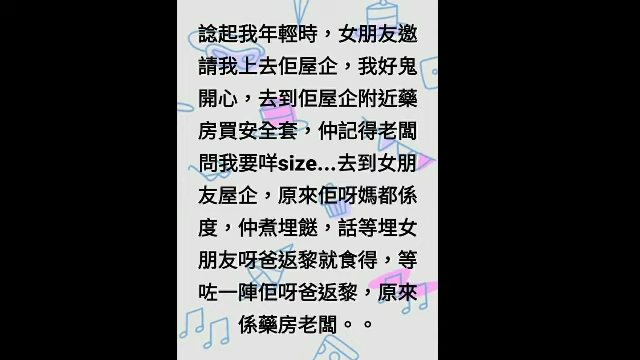 諗起我年輕時，女朋友邀
請我上去佢屋企，我好鬼
開心，去到佢屋企附近藥
房買安全套，仲記得老闆
問我要咩size...去到女朋
友屋企，原來佢呀媽都係
度，仲煮埋餸，話等埋女
朋友呀爸返黎就食得，等
咗一陣佢呀爸返黎，原來
係藥房老闆。。